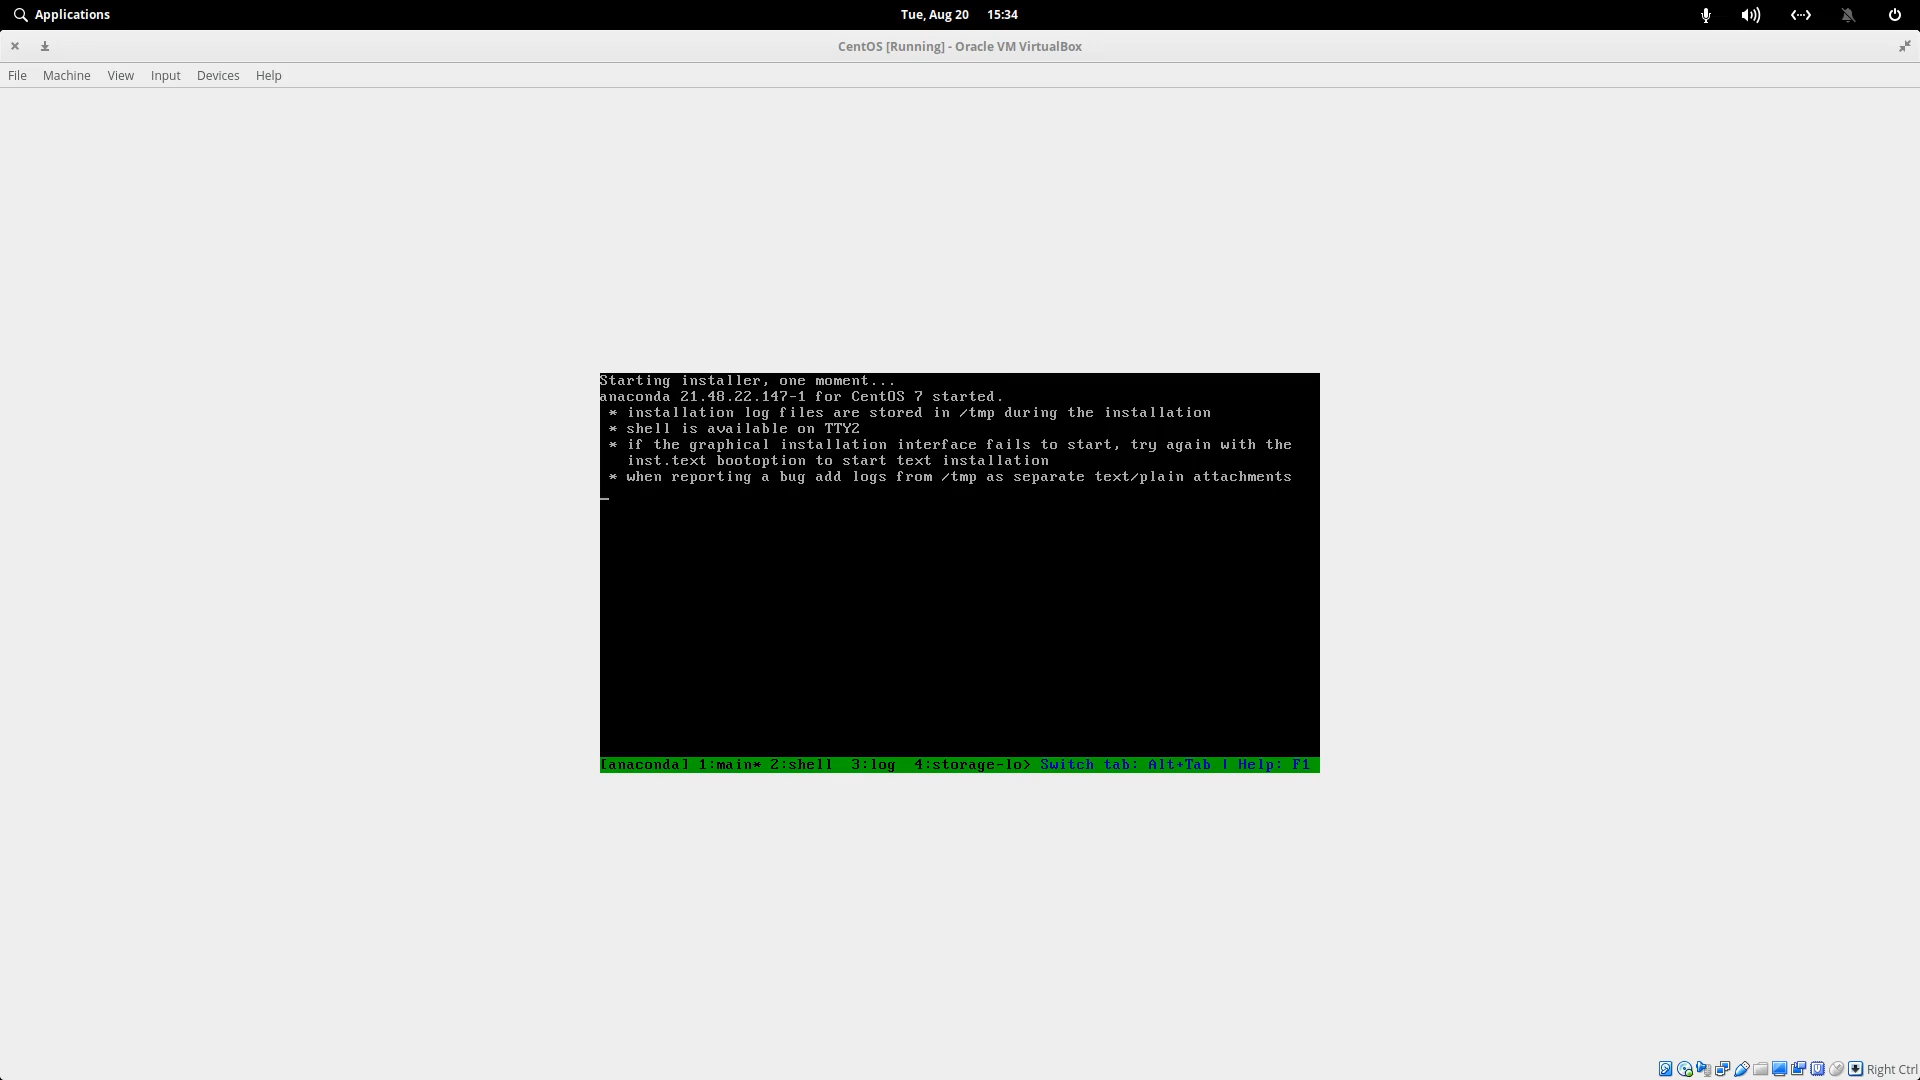 Applications
Tue, Aug 20 15:34
CentOS [Running] - Oracle VM VirtualBox
File Machine View Input Devices Help
Starting installer, one moment...
anaconda 21.48.22.147-1 for CentOS 7 started.
* installation log files are stored in /tmp during the installation
* shell is available on TTY2
* if the graphical installation interface fails to start, try again with the
inst.text bootoption to start text installation
* when reporting a bug add logs from /tmp as separate text/plain attachments
[anaconda] 1:main* 2:shell 3:log 4:storage-lo> Switch tab: Alt+Tab | Help: F1
Right Ctrl